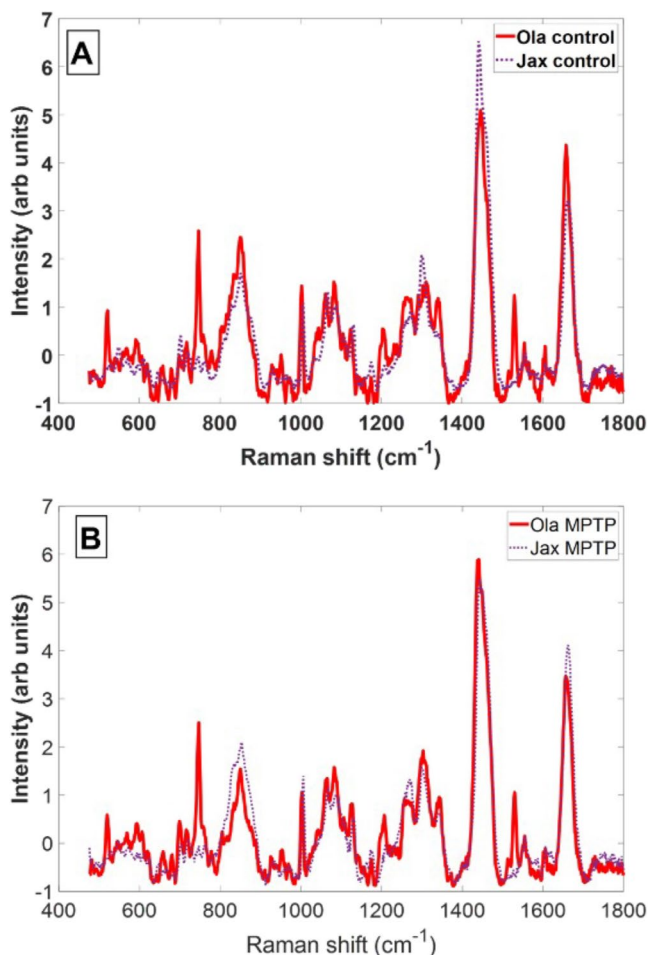 A
Ola control
Jax control
7
6
5
4
3
2
1
0
-1
Intensity (arb units)
400 600 800 1000 1200 1400 1600 1800
Raman shift (cm⁻¹)
B
Ola MPTP
Jax MPTP
7
6
5
4
3
2
1
0
-1
Intensity (arb units)
400 600 800 1000 1200 1400 1600 1800
Raman shift (cm⁻¹)